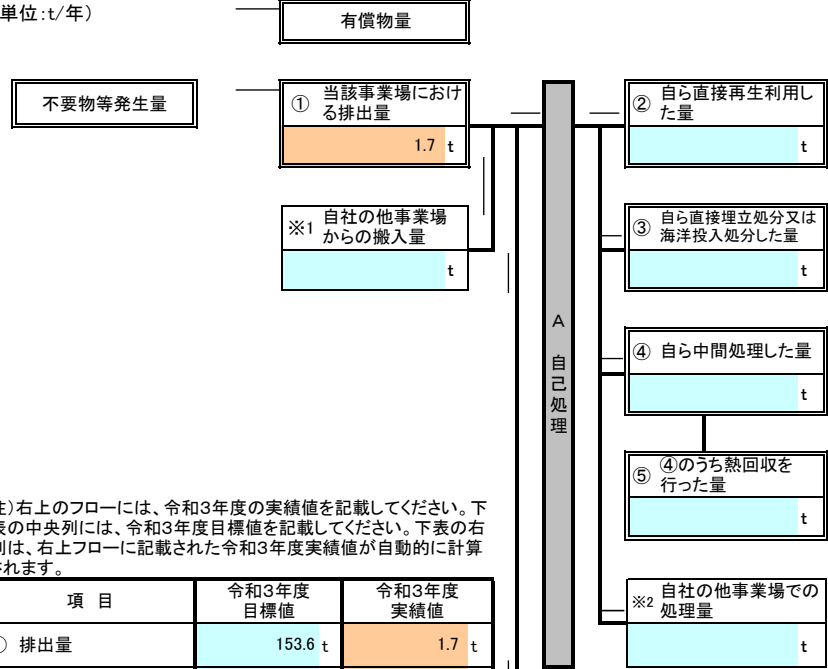 単位:t/年)
有償物量
不要物等発生量
① 当該事業場におけ
る排出量
1.7 t
② 自ら直接再生利用し
た量
t
※1 自社の他事業場
からの搬入量
t
③ 自ら直接埋立処分又は
海洋投入処分した量
t
A
自
己
処
理
④ 自ら中間処理した量
t
⑤ ④のうち熱回収を
行った量
t
注)右上のフローには、令和3年度の実績値を記載してください。下
表の中央列には、令和3年度目標値を記載してください。下表の右
列は、右上フローに記載された令和3年度実績値が自動的に計算
されます。
項 目
令和3年度
目標値
令和3年度
実績値
① 排出量
153.6 t
1.7 t
※2 自社の他事業場での
処理量
t